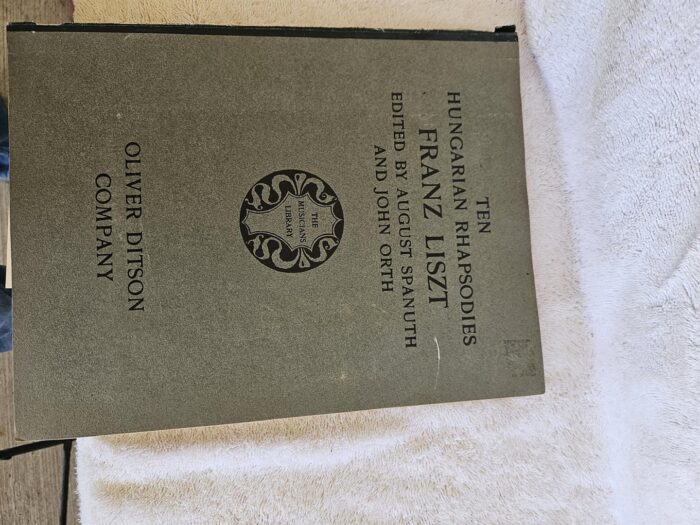 TEN
HUNGARIAN RHAPSODIES
FRANZ LISZT
EDITED BY AUGUST SPANUTH
AND JOHN ORTH
THE
MUSICIANS
LIBRARY
OLIVER DITSON
COMPANY